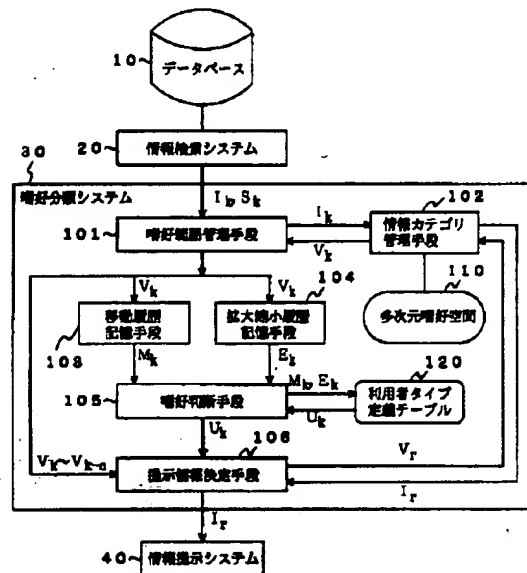 10
データベース
20
情報検索システム
30
嗜好分類システム
I_k, S_k
101
嗜好範囲管理手段
I_k
V_k
102
情報カテゴリ
管理手段
110
多次元嗜好空間
V_k
V_k
104
移動履歴
記憶手段
拡大縮小履歴
記憶手段
103
M_k
E_k
105
嗜好判断手段
M_k, E_k
U_k
120
利用者タイプ
定義テーブル
U_k
106
V_k~V_{k-a}
提示情報決定手段
V_r
I_r
I_r
40
情報提示システム